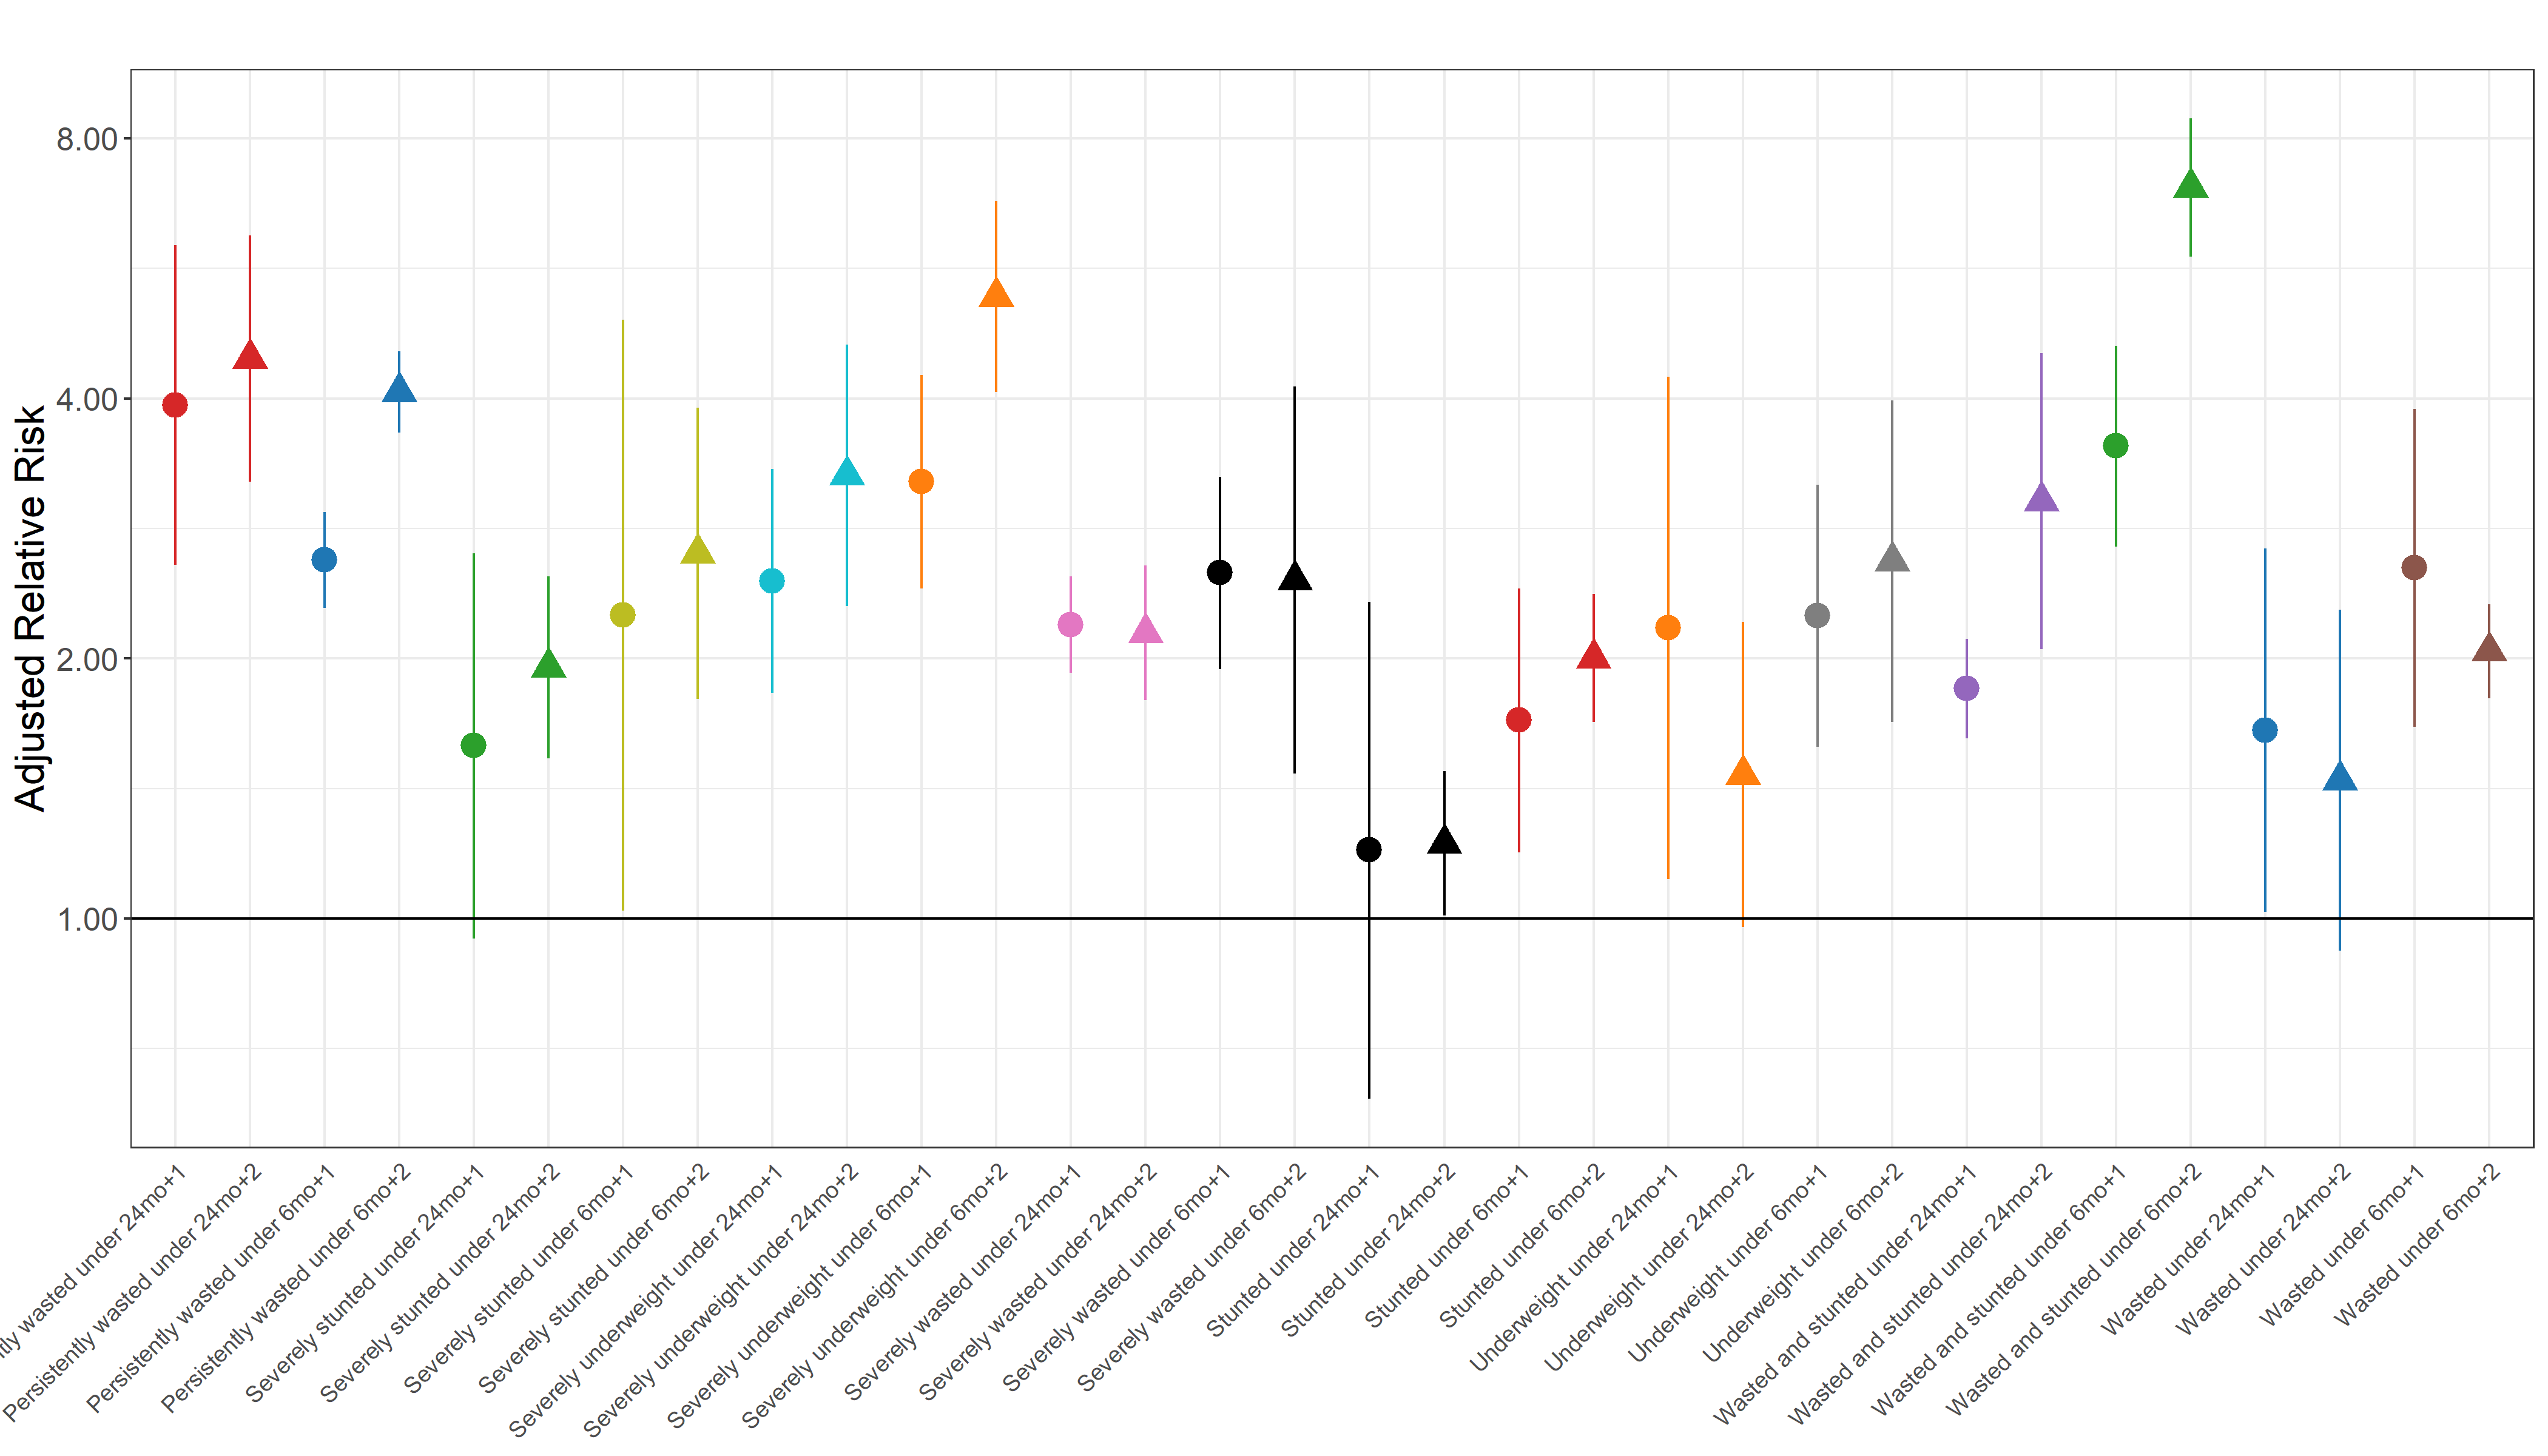 Adjusted Relative Risk
8.00
4.00
2.00
1.00
wasted under 24mo+1
Persistently wasted under 24mo+2
Persistently wasted under 6mo+1
Persistently wasted under 6mo+2
Severely stunted under 24mo+1
Severely stunted under 24mo+2
Severely stunted under 6mo+1
Severely stunted under 6mo+2
Severely underweight under 24mo+1
Severely underweight under 24mo+2
Severely underweight under 6mo+1
Severely underweight under 6mo+2
Severely wasted under 24mo+1
Severely wasted under 24mo+2
Severely wasted under 6mo+1
Severely wasted under 6mo+2
Stunted under 24mo+1
Stunted under 24mo+2
Stunted under 6mo+1
Stunted under 6mo+2
Underweight under 24mo+1
Underweight under 24mo+2
Underweight under 6mo+1
Underweight under 6mo+2
Wasted and stunted under 24mo+1
Wasted and stunted under 24mo+2
Wasted and stunted under 6mo+1
Wasted and stunted under 6mo+2
Wasted under 24mo+1
Wasted under 24mo+2
Wasted under 6mo+1
Wasted under 6mo+2